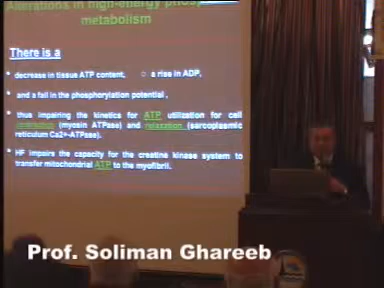 Alterations in high-energy phosp
metabolism
There is a
• decrease in tissue ATP content, ○ a rise in ADP,
• and a fall in the phosphorylation potential ,
• thus impairing the kinetics for ATP utilization for cell
contraction (myosin ATPase) and relaxation (sarcoplasmic
reticulum Ca2+-ATPase).
• HF impairs the capacity for the creatine kinase system to
transfer mitochondrial ATP to the myofibril.
Prof. Soliman Ghareeb